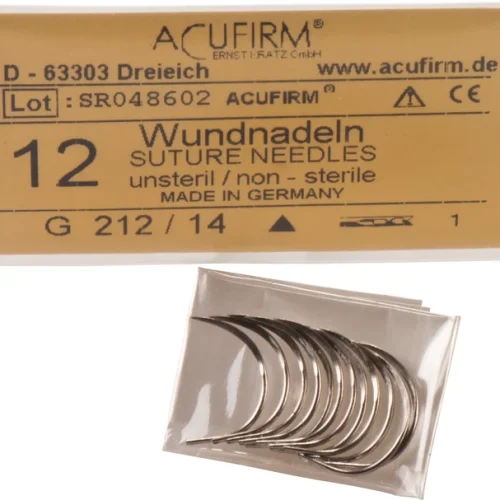 ACUFIRM®
ERNST KRATZ GmbH
D - 63303 Dreieich www.acufirm.de
Lot: SR048602 ACUFIRM® CE
12 Wundnadeln
SUTURE NEEDLES
unsteril / non - sterile
MADE IN GERMANY
G 212 / 14 1